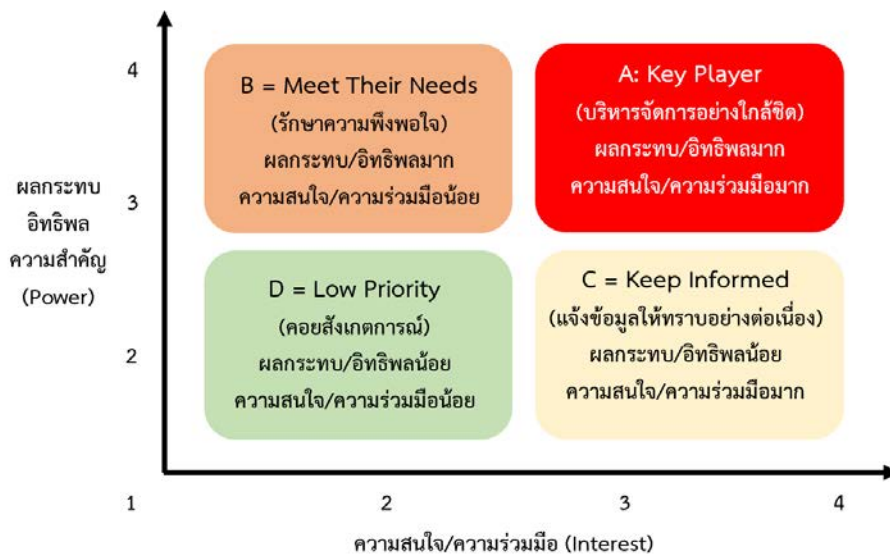 4
B = Meet Their Needs
(รักษาความพึงพอใจ)
ผลกระทบ/อิทธิพลมาก
ความสนใจ/ความร่วมมือน้อย
A: Key Player
(บริหารจัดการอย่างใกล้ชิด)
ผลกระทบ/อิทธิพลมาก
ความสนใจ/ความร่วมมือมาก
ผลกระทบ
อิทธิพล
ความสำคัญ
(Power)
3
D = Low Priority
(คอยสังเกตการณ์)
ผลกระทบ/อิทธิพลน้อย
ความสนใจ/ความร่วมมือน้อย
C = Keep Informed
(แจ้งข้อมูลให้ทราบอย่างต่อเนื่อง)
ผลกระทบ/อิทธิพลน้อย
ความสนใจ/ความร่วมมือมาก
2
1 2 3 4
ความสนใจ/ความร่วมมือ (Interest)